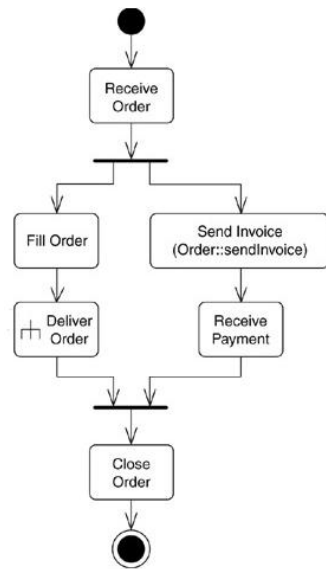 Receive
Order
Fill Order
Send Invoice
(Order::sendInvoice)
Deliver
Order
Receive
Payment
Close
Order